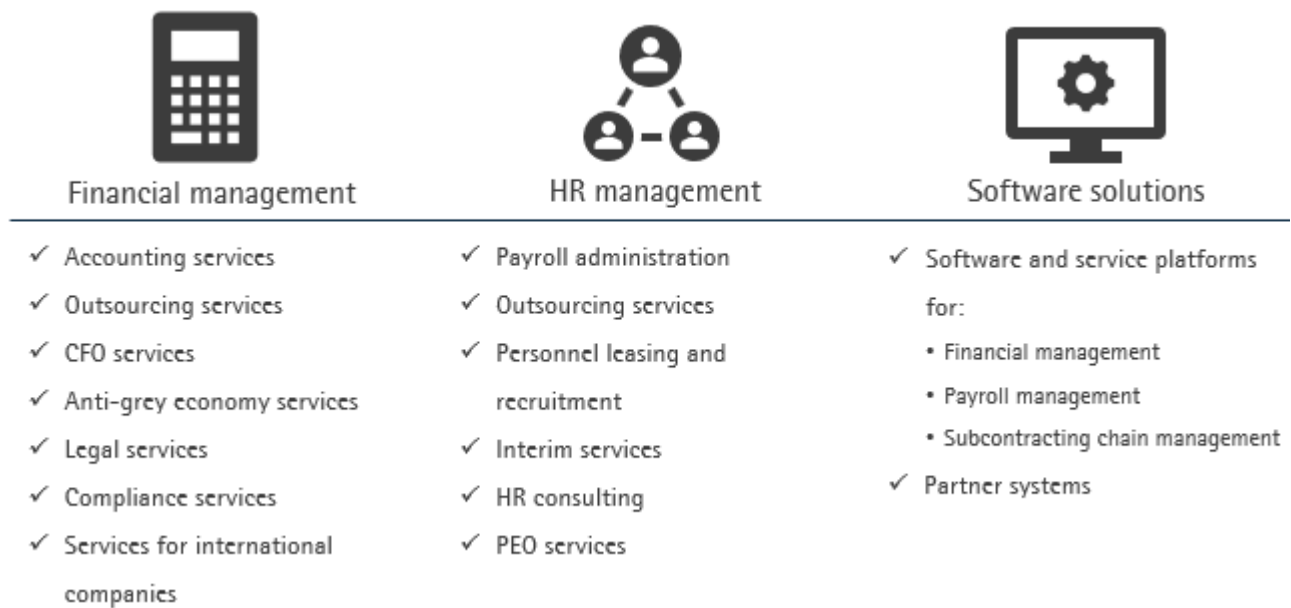 Financial management
HR management
Software solutions
✓ Accounting services
✓ Outsourcing services
✓ CFO services
✓ Anti-grey economy services
✓ Legal services
✓ Compliance services
✓ Services for international
companies
✓ Payroll administration
✓ Outsourcing services
✓ Personnel leasing and
recruitment
✓ Interim services
✓ HR consulting
✓ PEO services
✓ Software and service platforms
for:
• Financial management
• Payroll management
• Subcontracting chain management
✓ Partner systems